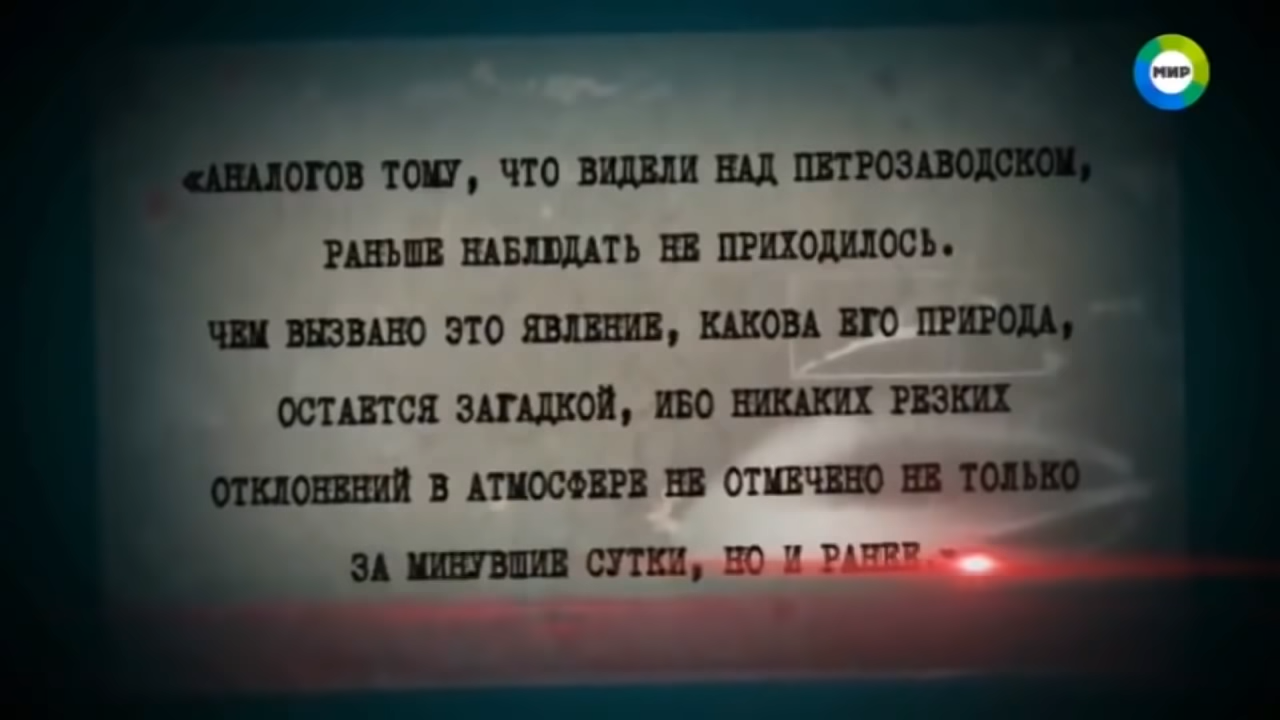 МИР
«АНАЛОГОВ ТОМУ, ЧТО ВИДЕЛИ НАД ПЕТРОЗАВОДСКОМ,
РАНЬШЕ НАБЛЮДАТЬ НЕ ПРИХОДИЛОСЬ.
ЧЕМ ВЫЗВАНО ЭТО ЯВЛЕНИЕ, КАКОВА ЕГО ПРИРОДА,
ОСТАЕТСЯ ЗАГАДКОЙ, ИБО НИКАКИХ РЕЗКИХ
ОТКЛОНЕНИЙ В АТМОСФЕРЕ НЕ ОТМЕЧЕНО НЕ ТОЛЬКО
ЗА МИНУВШИЕ СУТКИ, НО И РАНЕЕ.»